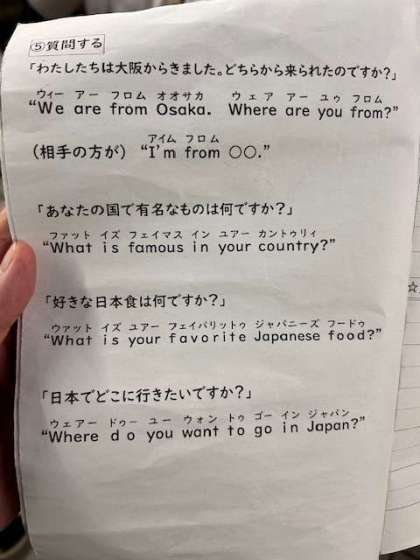 ⑤質問する
「わたしたちは大阪からきました。どちらから来られたのですか？」
ウィー アー フロム オオサカ ウェア アー ユゥ フロム
“We are from Osaka. Where are you from?”
アイム フロム
（相手の方が） “I'm from ○○.”
「あなたの国で有名なものは何ですか？」
ファット イズ フェイマス イン ユアー カントゥリィ
“What is famous in your country?”
「好きな日本食は何ですか？」
ウァット イズ ユアー フェイバリットゥ ジャパニーズ フードゥ
“What is your favorite Japanese food?”
「日本でどこに行きたいですか？」
ウェアー ドゥー ユー ウォン トゥ ゴー イン ジャパン
“Where do you want to go in Japan?”
☆